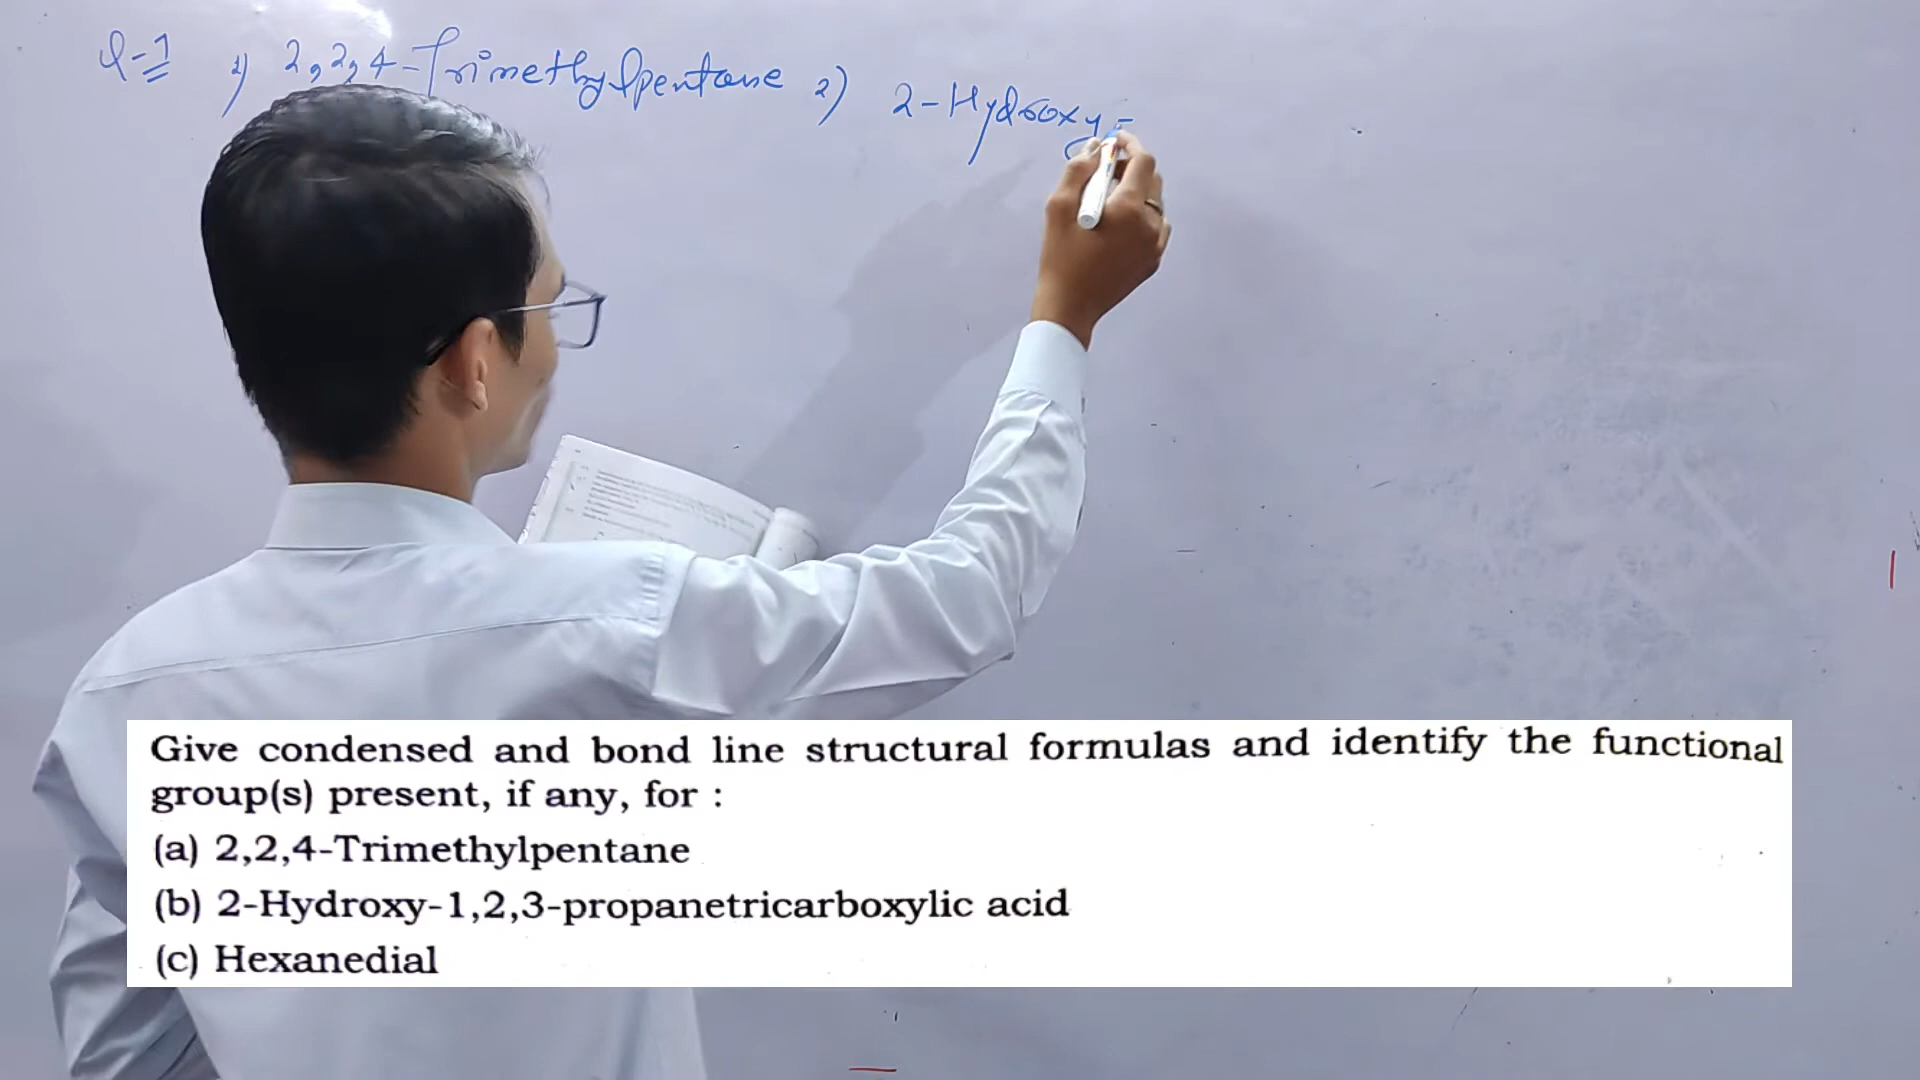 Q-1 1) 2,2,4-Trimethylpentane 2) 2-Hydroxy-
Give condensed and bond line structural formulas and identify the functional
group(s) present, if any, for :
(a) 2,2,4-Trimethylpentane
(b) 2-Hydroxy-1,2,3-propanetricarboxylic acid
(c) Hexanedial